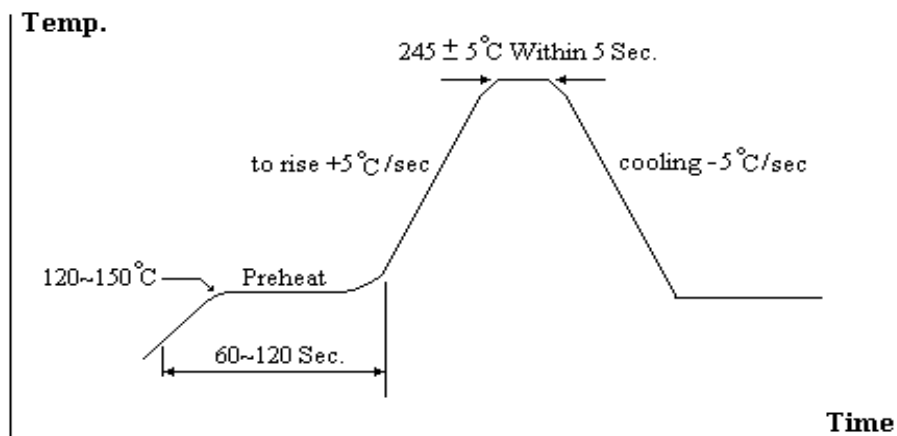 Temp.
245 ± 5°C Within 5 Sec.
to rise +5°C/sec
cooling -5°C/sec
120~150°C
Preheat
60~120 Sec.
Time